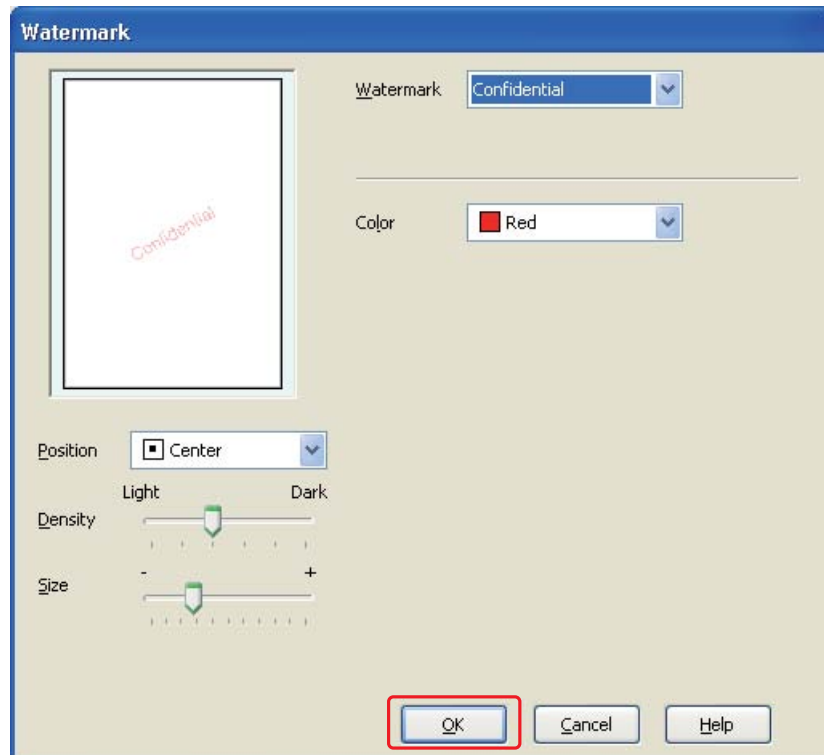 Watermark
Watermark Confidential
Confidential
Color Red
Position Center
Light Dark
Density
- +
Size
OK Cancel Help